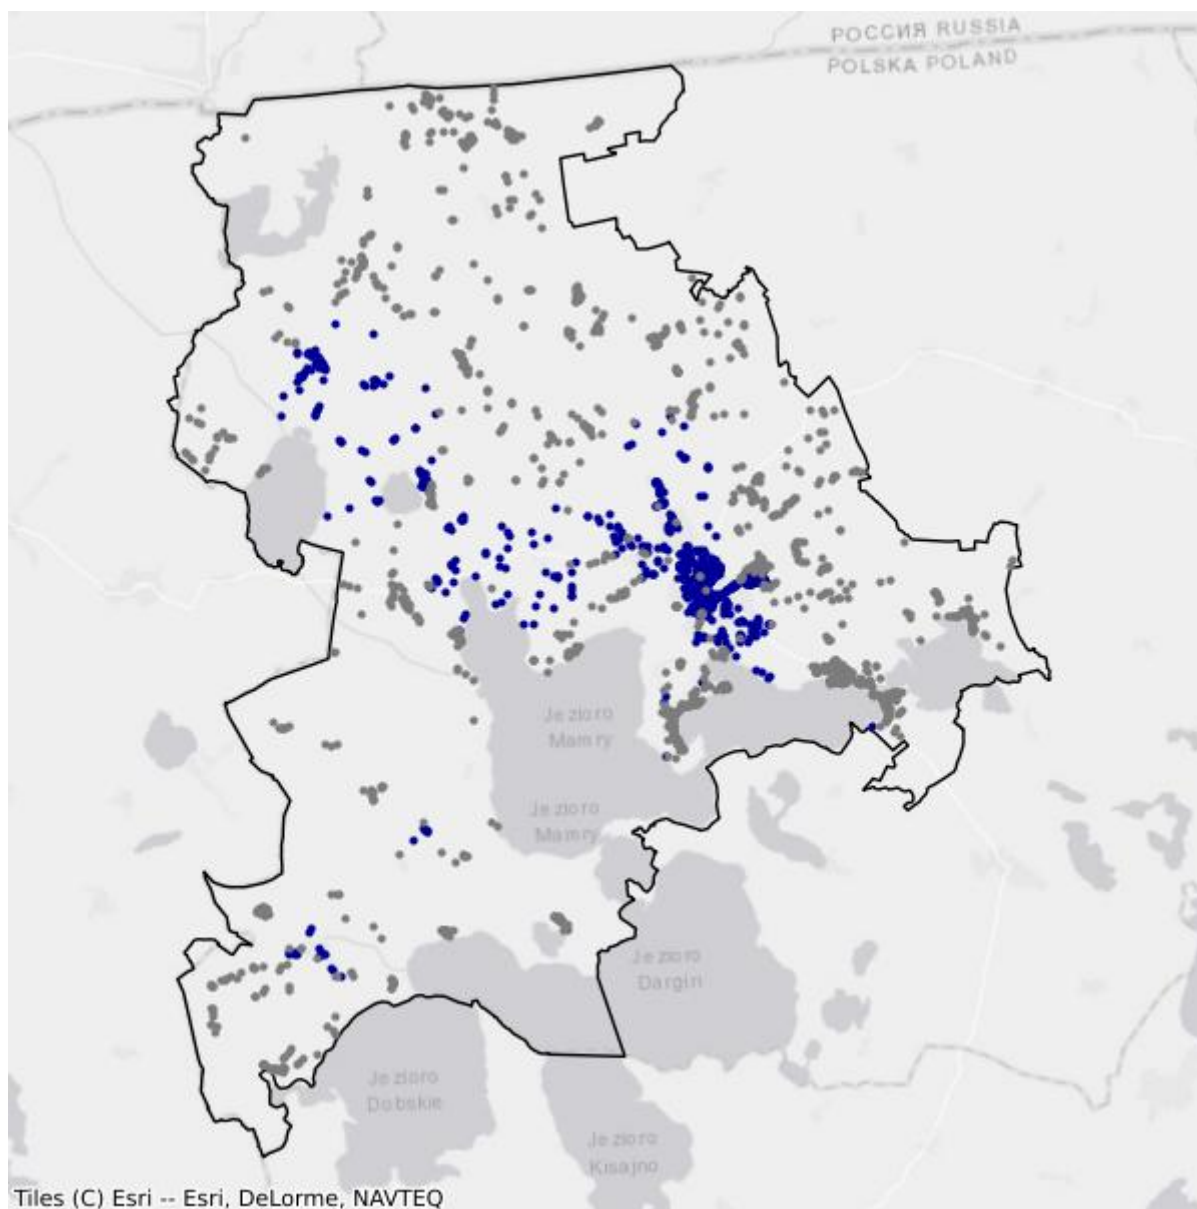 РОССИЯ RUSSIA
POLSKA POLAND
Jezioro
Mamry
Jezioro
Mamry
Jezioro
Dargin
Jezioro
Dobskie
Jezioro
Kisajno
Tiles (C) Esri -- Esri, DeLorme, NAVTEQ